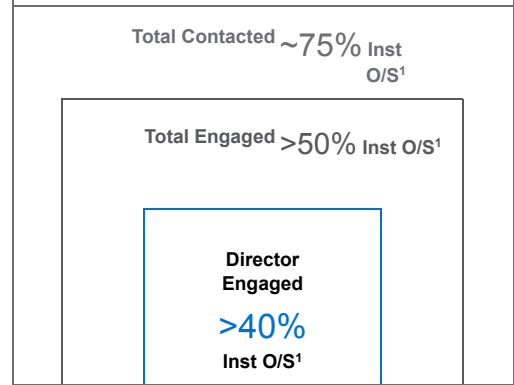 Total Contacted ~75% Inst
O/S¹
Total Engaged >50% Inst O/S¹
Director
Engaged
>40%
Inst O/S¹